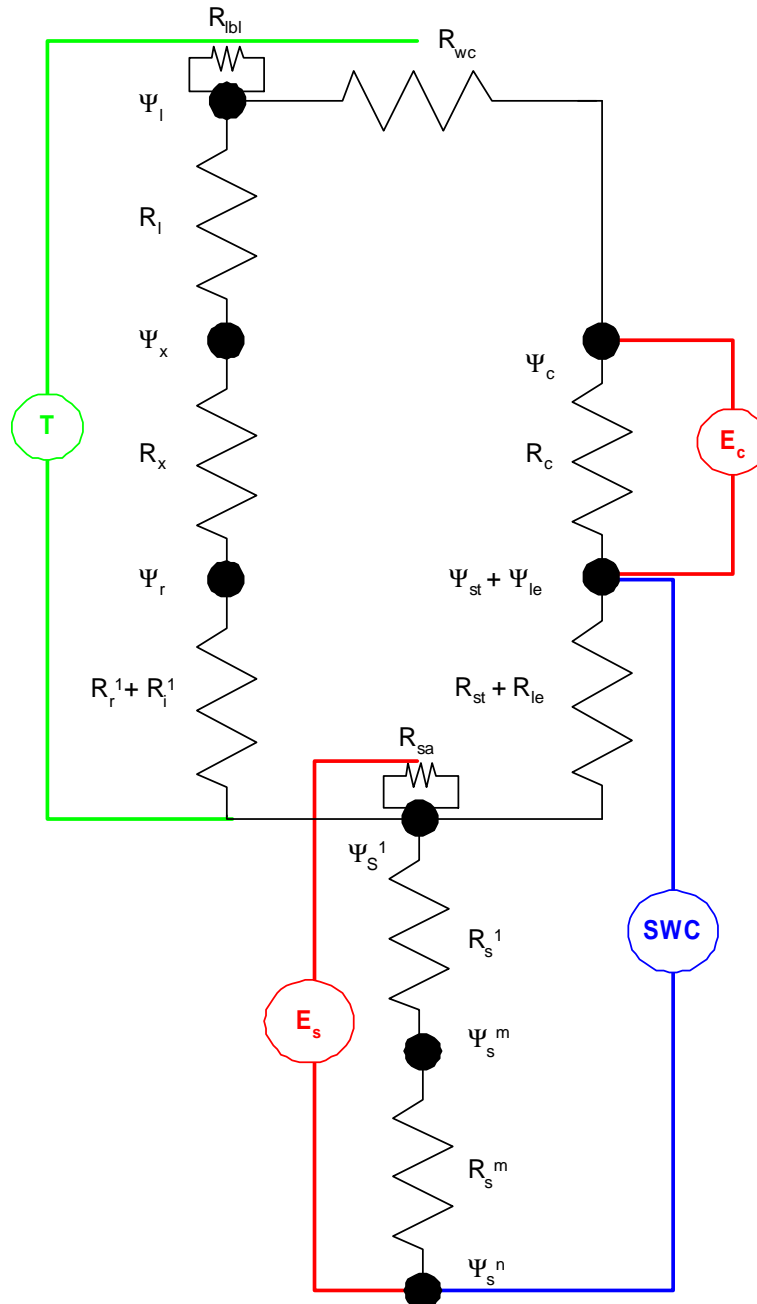 R_lbl
R_wc
Ψ_l
R_l
Ψ_x
Ψ_c
T
R_x
R_c
E_c
Ψ_r
Ψ_st + Ψ_le
R_r^1 + R_i^1
R_st + R_le
R_sa
Ψ_S^1
R_s^1
SWC
E_s
Ψ_s^m
R_s^m
Ψ_s^n